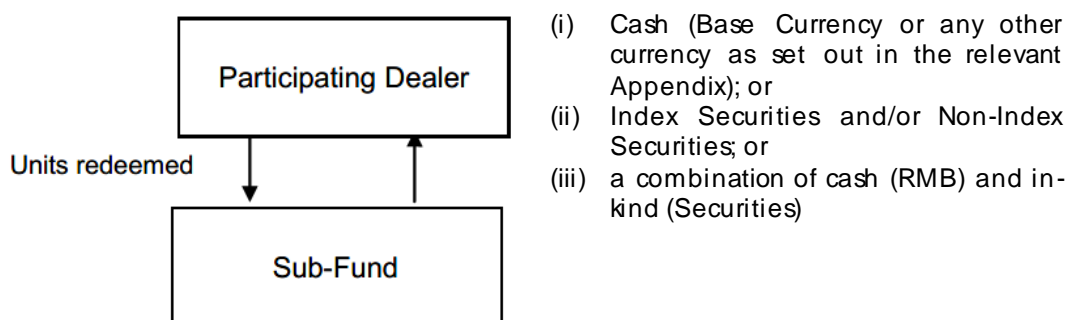 Participating Dealer
Units redeemed
Sub-Fund
(i) Cash (Base Currency or any other
currency as set out in the relevant
Appendix); or
(ii) Index Securities and/or Non-Index
Securities; or
(iii) a combination of cash (RMB) and in-
kind (Securities)